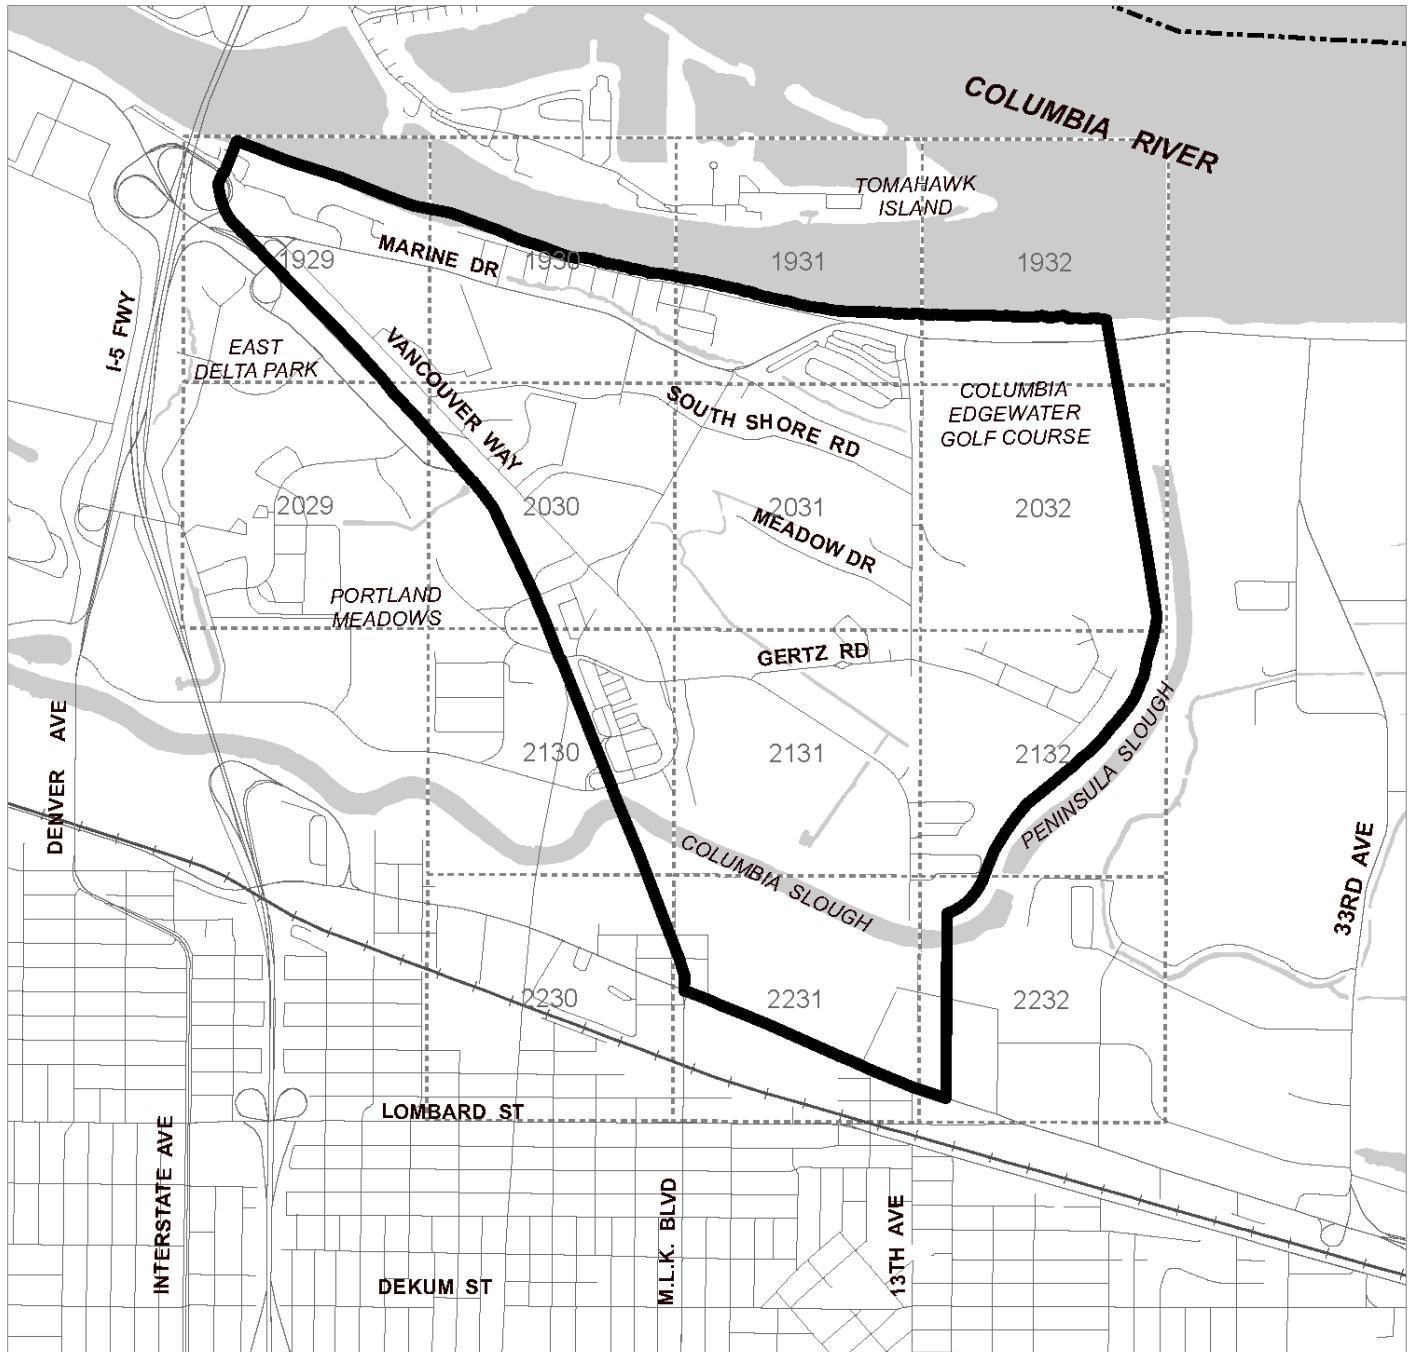 COLUMBIA RIVER
TOMAHAWK
ISLAND
MARINE DR
1929
1930
1931
1932
I-5 FWY
EAST
DELTA PARK
VANCOUVER WAY
SOUTH SHORE RD
COLUMBIA
EDGEWATER
GOLF COURSE
2029
2030
2031
2032
MEADOW DR
PORTLAND
MEADOWS
GERTZ RD
DENVER AVE
2130
2131
2132
PENINSULA SLOUGH
COLUMBIA SLOUGH
33RD AVE
2230
2231
2232
LOMBARD ST
INTERSTATE AVE
M.L.K. BLVD
13TH AVE
DEKUM ST